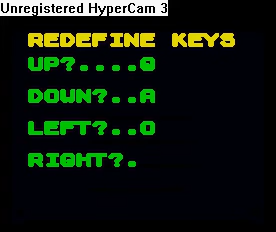 Unregistered HyperCam 3
REDEFINE KEYS
UP?....Q
DOWN?..A
LEFT?..O
RIGHT?.